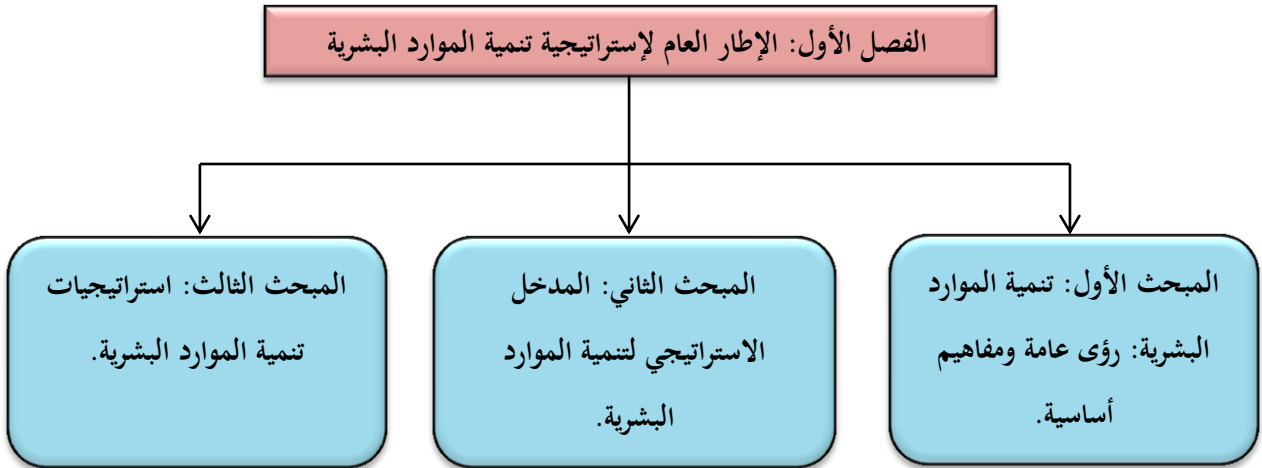 الفصل الأول: الإطار العام لإستراتيجية تنمية الموارد البشرية
المبحث الأول: تنمية الموارد
البشرية: رؤى عامة ومفاهيم
أساسية.
المبحث الثاني: المدخل
الاستراتيجي لتنمية الموارد
البشرية.
المبحث الثالث: استراتيجيات
تنمية الموارد البشرية.